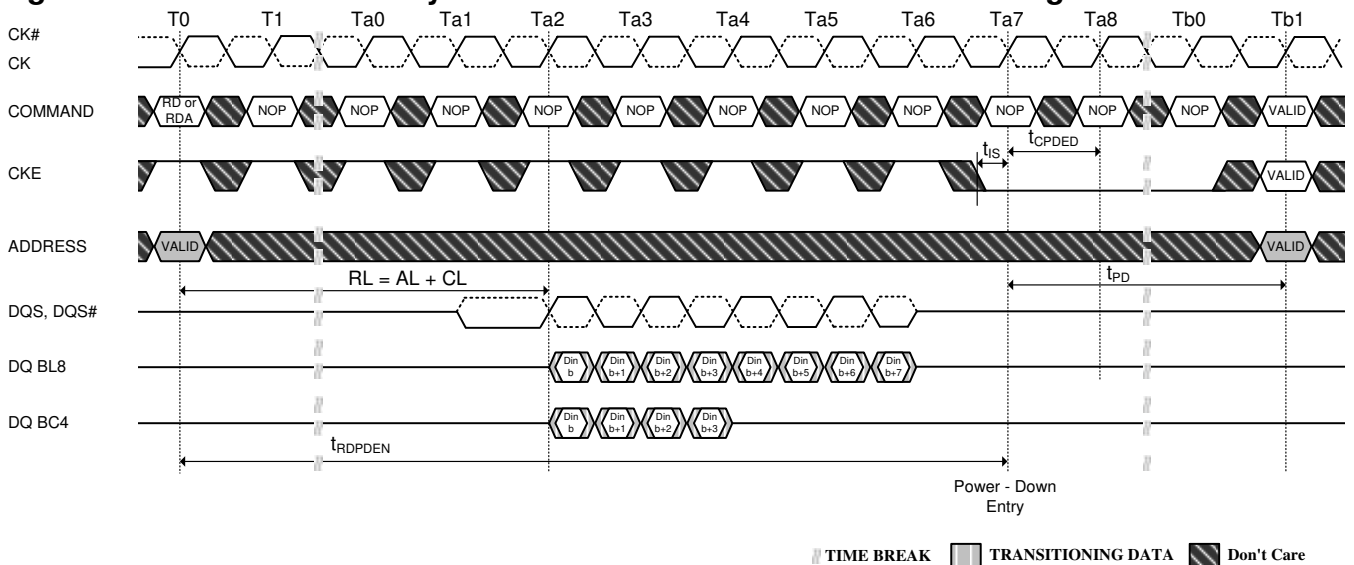 T0 T1 Ta0 Ta1 Ta2 Ta3 Ta4 Ta5 Ta6 Ta7 Ta8 Tb0 Tb1
CK#
CK
COMMAND RD or RDA NOP NOP NOP NOP NOP NOP NOP NOP NOP NOP NOP VALID
tIS tCPDED
CKE VALID
ADDRESS VALID VALID
RL = AL + CL tPD
DQS, DQS#
DQ BL8 Din b Din b+1 Din b+2 Din b+3 Din b+4 Din b+5 Din b+6 Din b+7
DQ BC4 Din b Din b+1 Din b+2 Din b+3
tRDPDEN
Power - Down
Entry
TIME BREAK TRANSITIONING DATA Don't Care